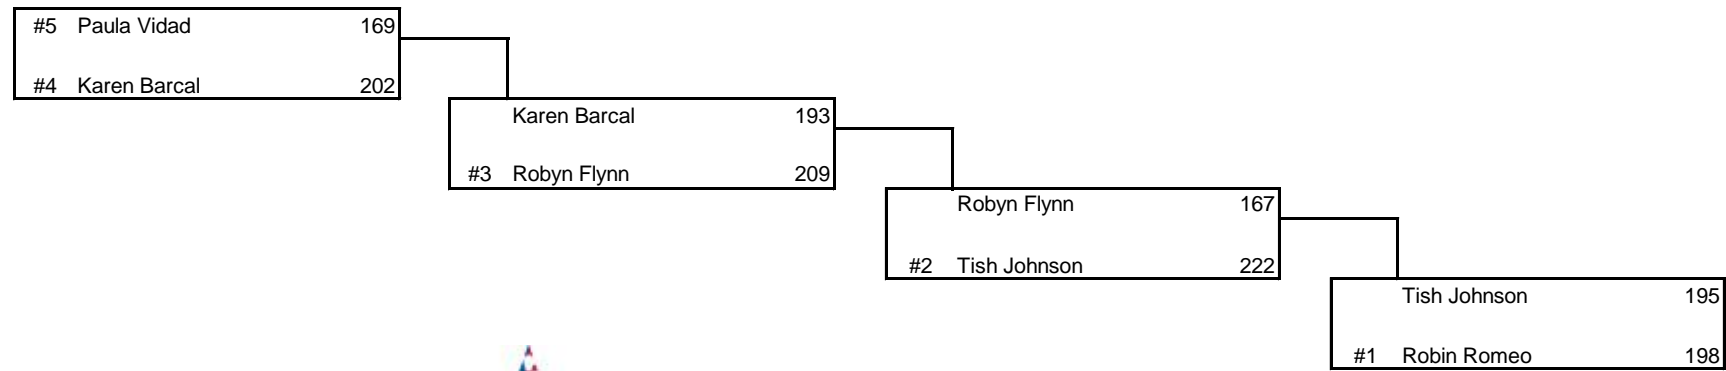 #5 Paula Vidad 169
#4 Karen Barcal 202
Karen Barcal 193
#3 Robyn Flynn 209
Robyn Flynn 167
#2 Tish Johnson 222
Tish Johnson 195
#1 Robin Romeo 198